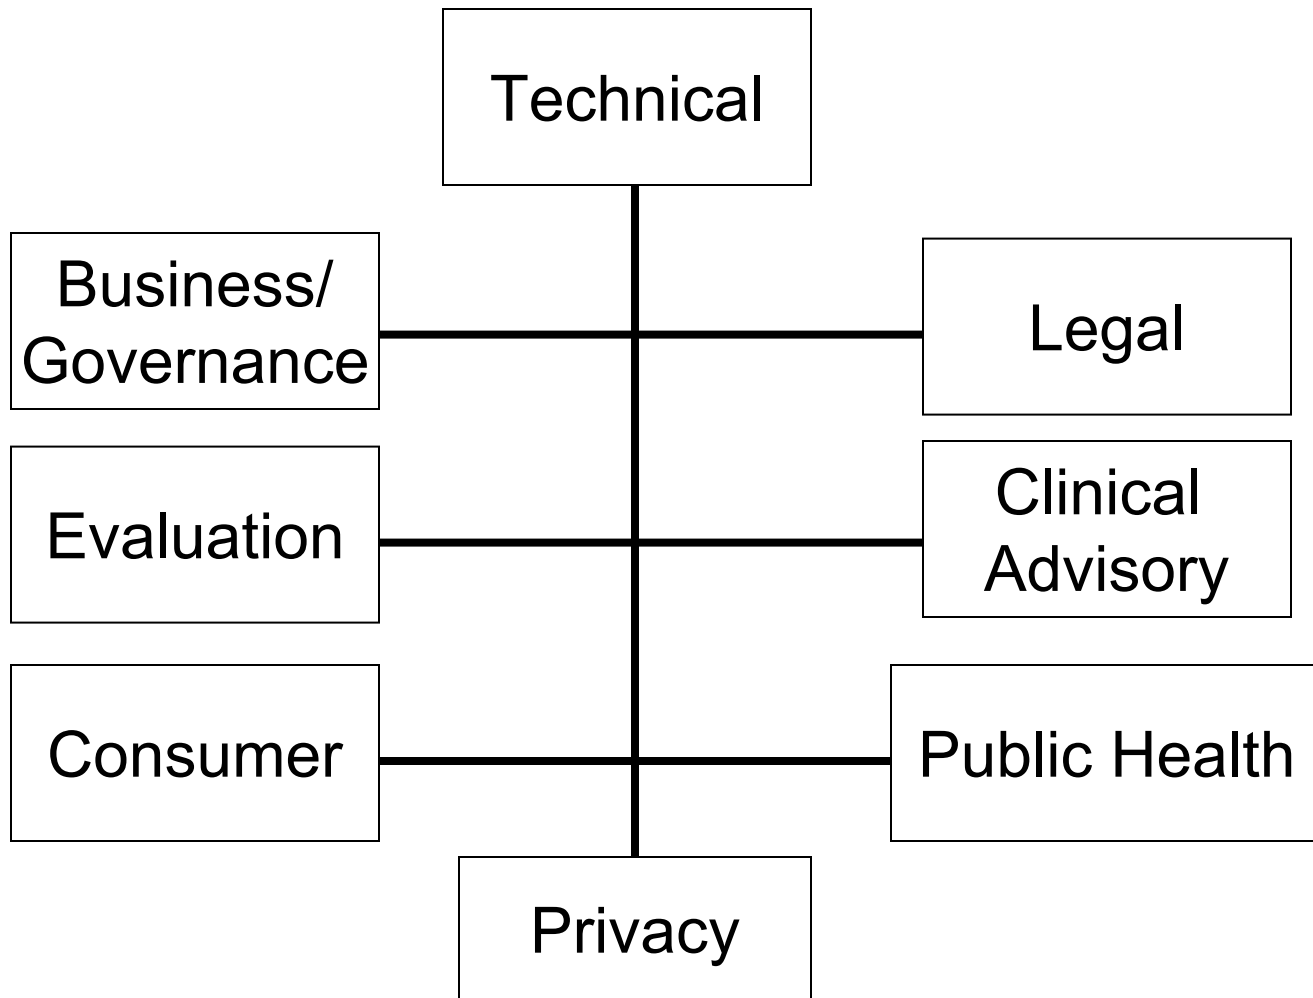 Technical
Business/
Governance
Legal
Evaluation
Clinical
Advisory
Consumer
Public Health
Privacy